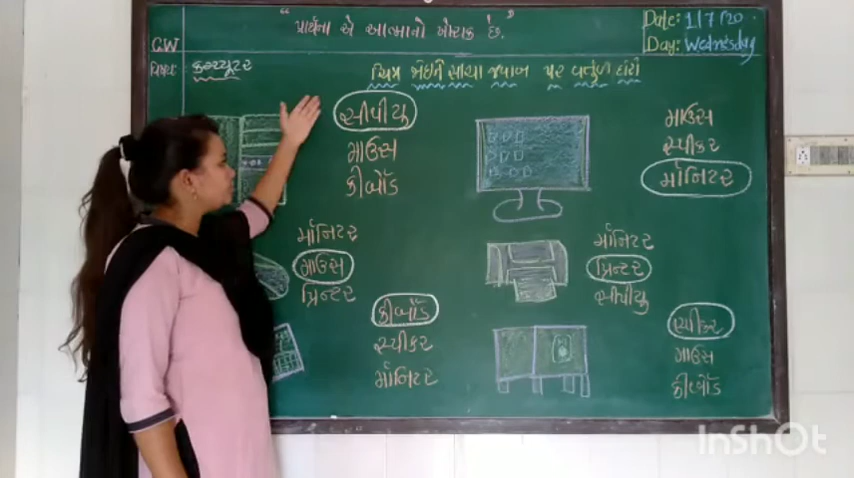 “ પ્રાર્થના એ આત્માનો ખોરાક છે. ”
Date: 1/7/20
Day: Wednesday
CW
વિષય: કમ્પ્યૂટર
ચિત્ર જોઇને સાચા જવાબ પર વર્તુળ દોરો
સીપીયુ
માઉસ
કીબોર્ડ
માઉસ
સ્પીકર
મોનિટર
મોનિટર
માઉસ
પ્રિન્ટર
મોનિટર
પ્રિન્ટર
સીપીયુ
કીબોર્ડ
સ્પીકર
મોનિટર
સ્પીકર
માઉસ
કીબોર્ડ
InShOt